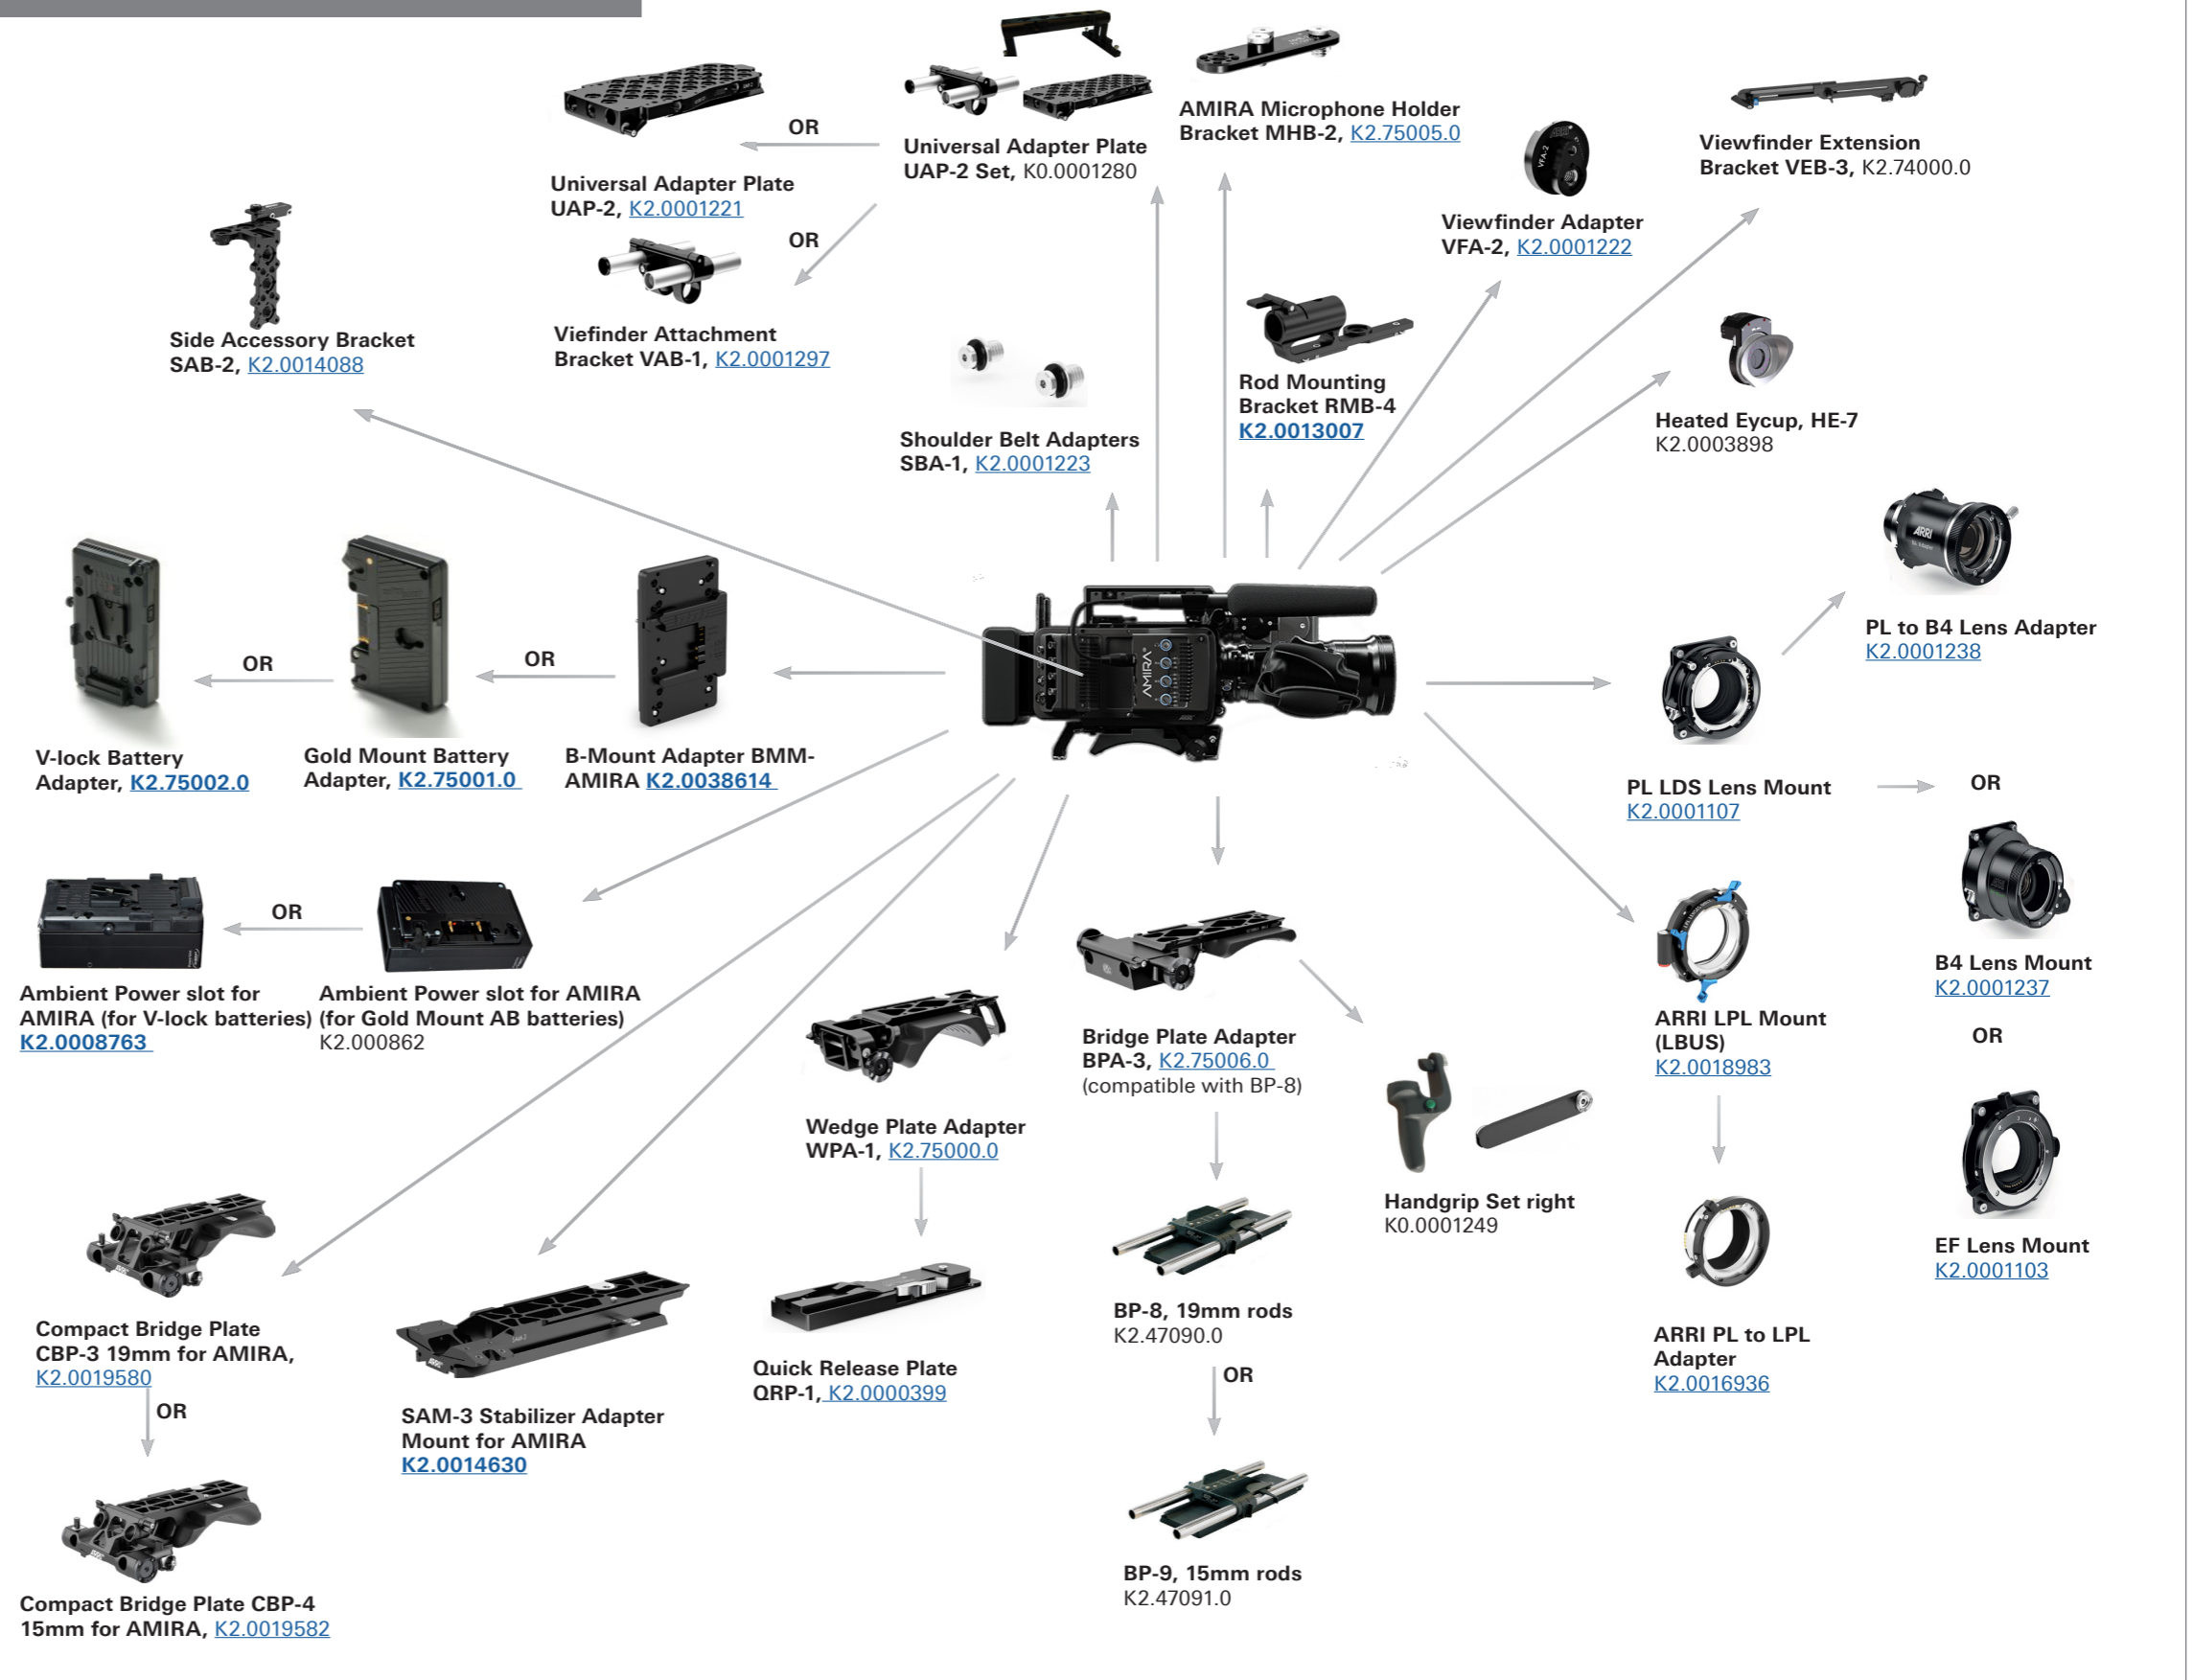 AMIRA Microphone Holder
Bracket MHB-2, K2.75005.0
OR
Universal Adapter Plate
UAP-2 Set, K0.0001280
Viewfinder Extension
Bracket VEB-3, K2.74000.0
Universal Adapter Plate
UAP-2, K2.0001221
VFA-2
Viewfinder Adapter
VFA-2, K2.0001222
OR
Side Accessory Bracket
SAB-2, K2.0014088
Viefinder Attachment
Bracket VAB-1, K2.0001297
Rod Mounting
Bracket RMB-4
K2.0013007
Heated Eycup, HE-7
K2.0003898
Shoulder Belt Adapters
SBA-1, K2.0001223
ARRI
PL to B4 Lens Adapter
K2.0001238
AMIRA
OR
OR
V-lock Battery
Adapter, K2.75002.0
Gold Mount Battery
Adapter, K2.75001.0
B-Mount Adapter BMM-
AMIRA K2.0038614
PL LDS Lens Mount
K2.0001107
OR
OR
Ambient Power slot for
AMIRA (for V-lock batteries)
K2.0008763
Ambient Power slot for AMIRA
(for Gold Mount AB batteries)
K2.000862
B4 Lens Mount
K2.0001237
OR
ARRI LPL Mount
(LBUS)
K2.0018983
Bridge Plate Adapter
BPA-3, K2.75006.0
(compatible with BP-8)
Wedge Plate Adapter
WPA-1, K2.75000.0
Handgrip Set right
K0.0001249
EF Lens Mount
K2.0001103
BP-8, 19mm rods
K2.47090.0
Compact Bridge Plate
CBP-3 19mm for AMIRA,
K2.0019580
ARRI PL to LPL
Adapter
K2.0016936
Quick Release Plate
QRP-1, K2.0000399
OR
OR
SAM-3 Stabilizer Adapter
Mount for AMIRA
K2.0014630
BP-9, 15mm rods
K2.47091.0
Compact Bridge Plate CBP-4
15mm for AMIRA, K2.0019582